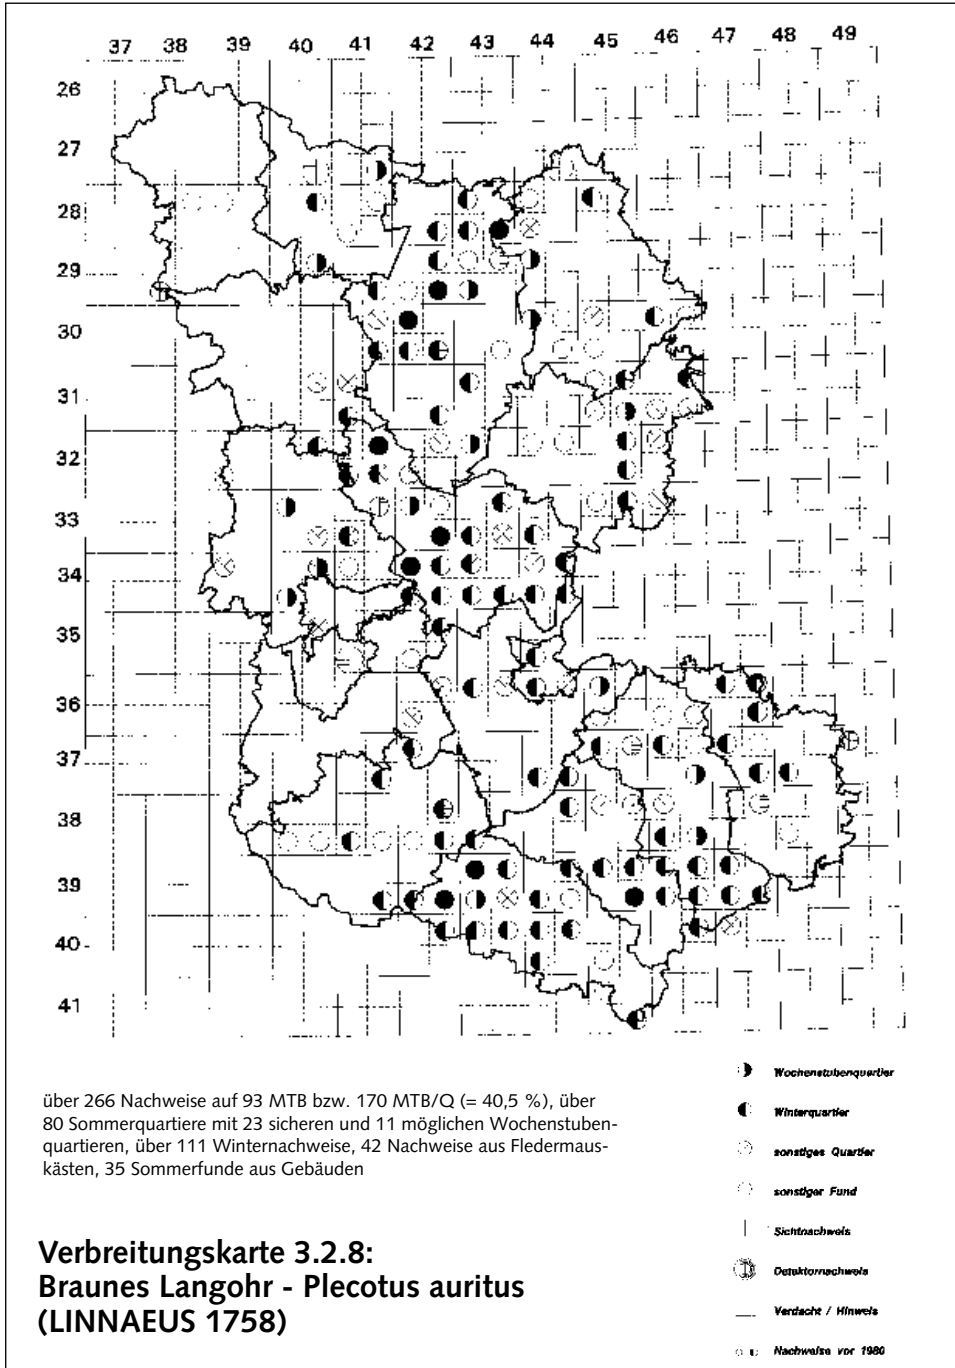 37 38 39 40 41 42 43 44 45 46 47 48 49
26
27
28
29
30
31
32
33
34
35
36
37
38
39
40
41
Wochenstubenquartier
Winterquartier
sonstiges Quartier
sonstiger Fund
Sichtnachweis
Detektornachweis
Verdacht / Hinweis
Nachweise vor 1980
über 266 Nachweise auf 93 MTB bzw. 170 MTB/Q (= 40,5 %), über
80 Sommerquartiere mit 23 sicheren und 11 möglichen Wochenstuben-
quartieren, über 111 Winternachweise, 42 Nachweise aus Fledermaus-
kästen, 35 Sommerfunde aus Gebäuden
Verbreitungskarte 3.2.8:
Braunes Langohr - Plecotus auritus
(LINNAEUS 1758)